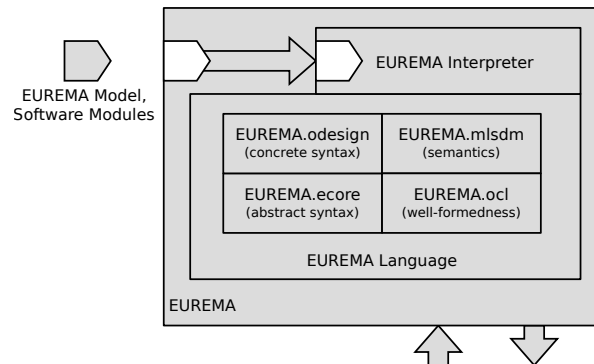 EUREMA Interpreter
EUREMA Model,
Software Modules
EUREMA.odesign
(concrete syntax)
EUREMA.mlsdm
(semantics)
EUREMA.ecore
(abstract syntax)
EUREMA.ocl
(well-formedness)
EUREMA Language
EUREMA